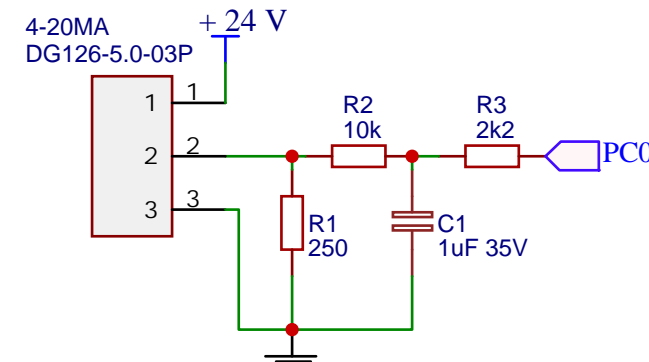 4-20MA
DG126-5.0-03P
+ 24 V
1
1
2
2
3
3
R2
10k
R3
2k2
PC0
R1
250
C1
1uF 35V